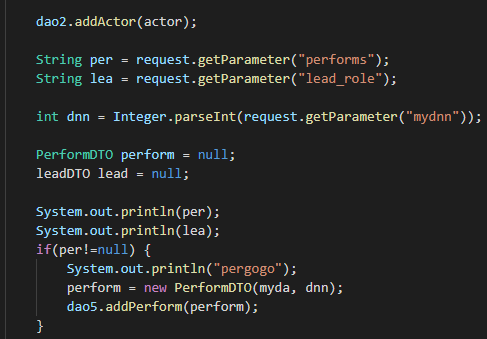 dao2.addActor(actor);
String per = request.getParameter("performs");
String lea = request.getParameter("lead_role");
int dnn = Integer.parseInt(request.getParameter("mydnn"));
PerformDTO perform = null;
leadDTO lead = null;
System.out.println(per);
System.out.println(lea);
if(per!=null) {
System.out.println("pergogo");
perform = new PerformDTO(myda, dnn);
dao5.addPerform(perform);
}